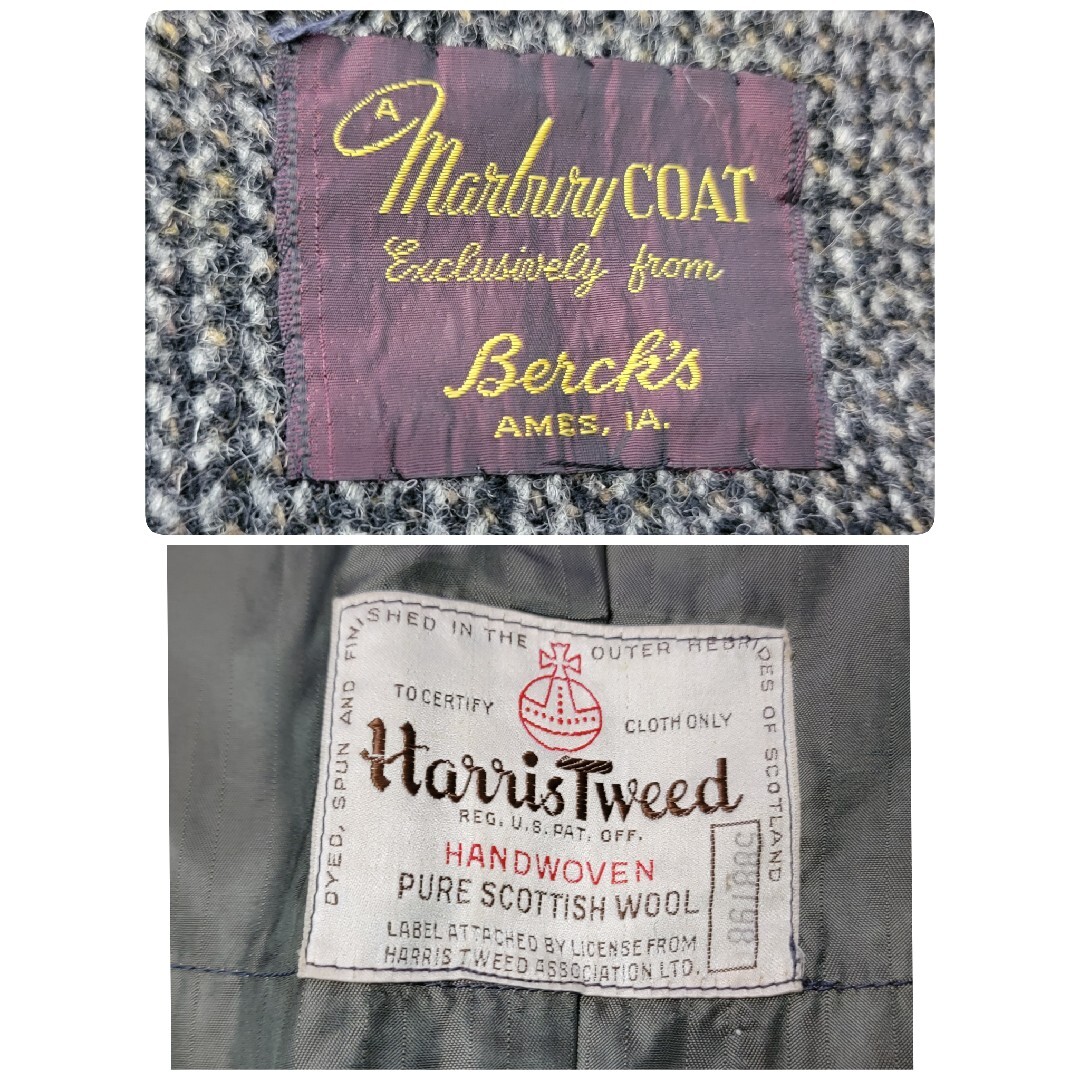 A
Marbury COAT
Exclusively from
Berck's
AMES, IA.
DYED, SPUN AND FINISHED IN THE OUTER HEBRIDES OF SCOTLAND
TO CERTIFY CLOTH ONLY
Harris Tweed
REG. U.S. PAT. OFF.
HANDWOVEN
PURE SCOTTISH WOOL
LABEL ATTACHED BY LICENSE FROM
HARRIS TWEED ASSOCIATION LTD.